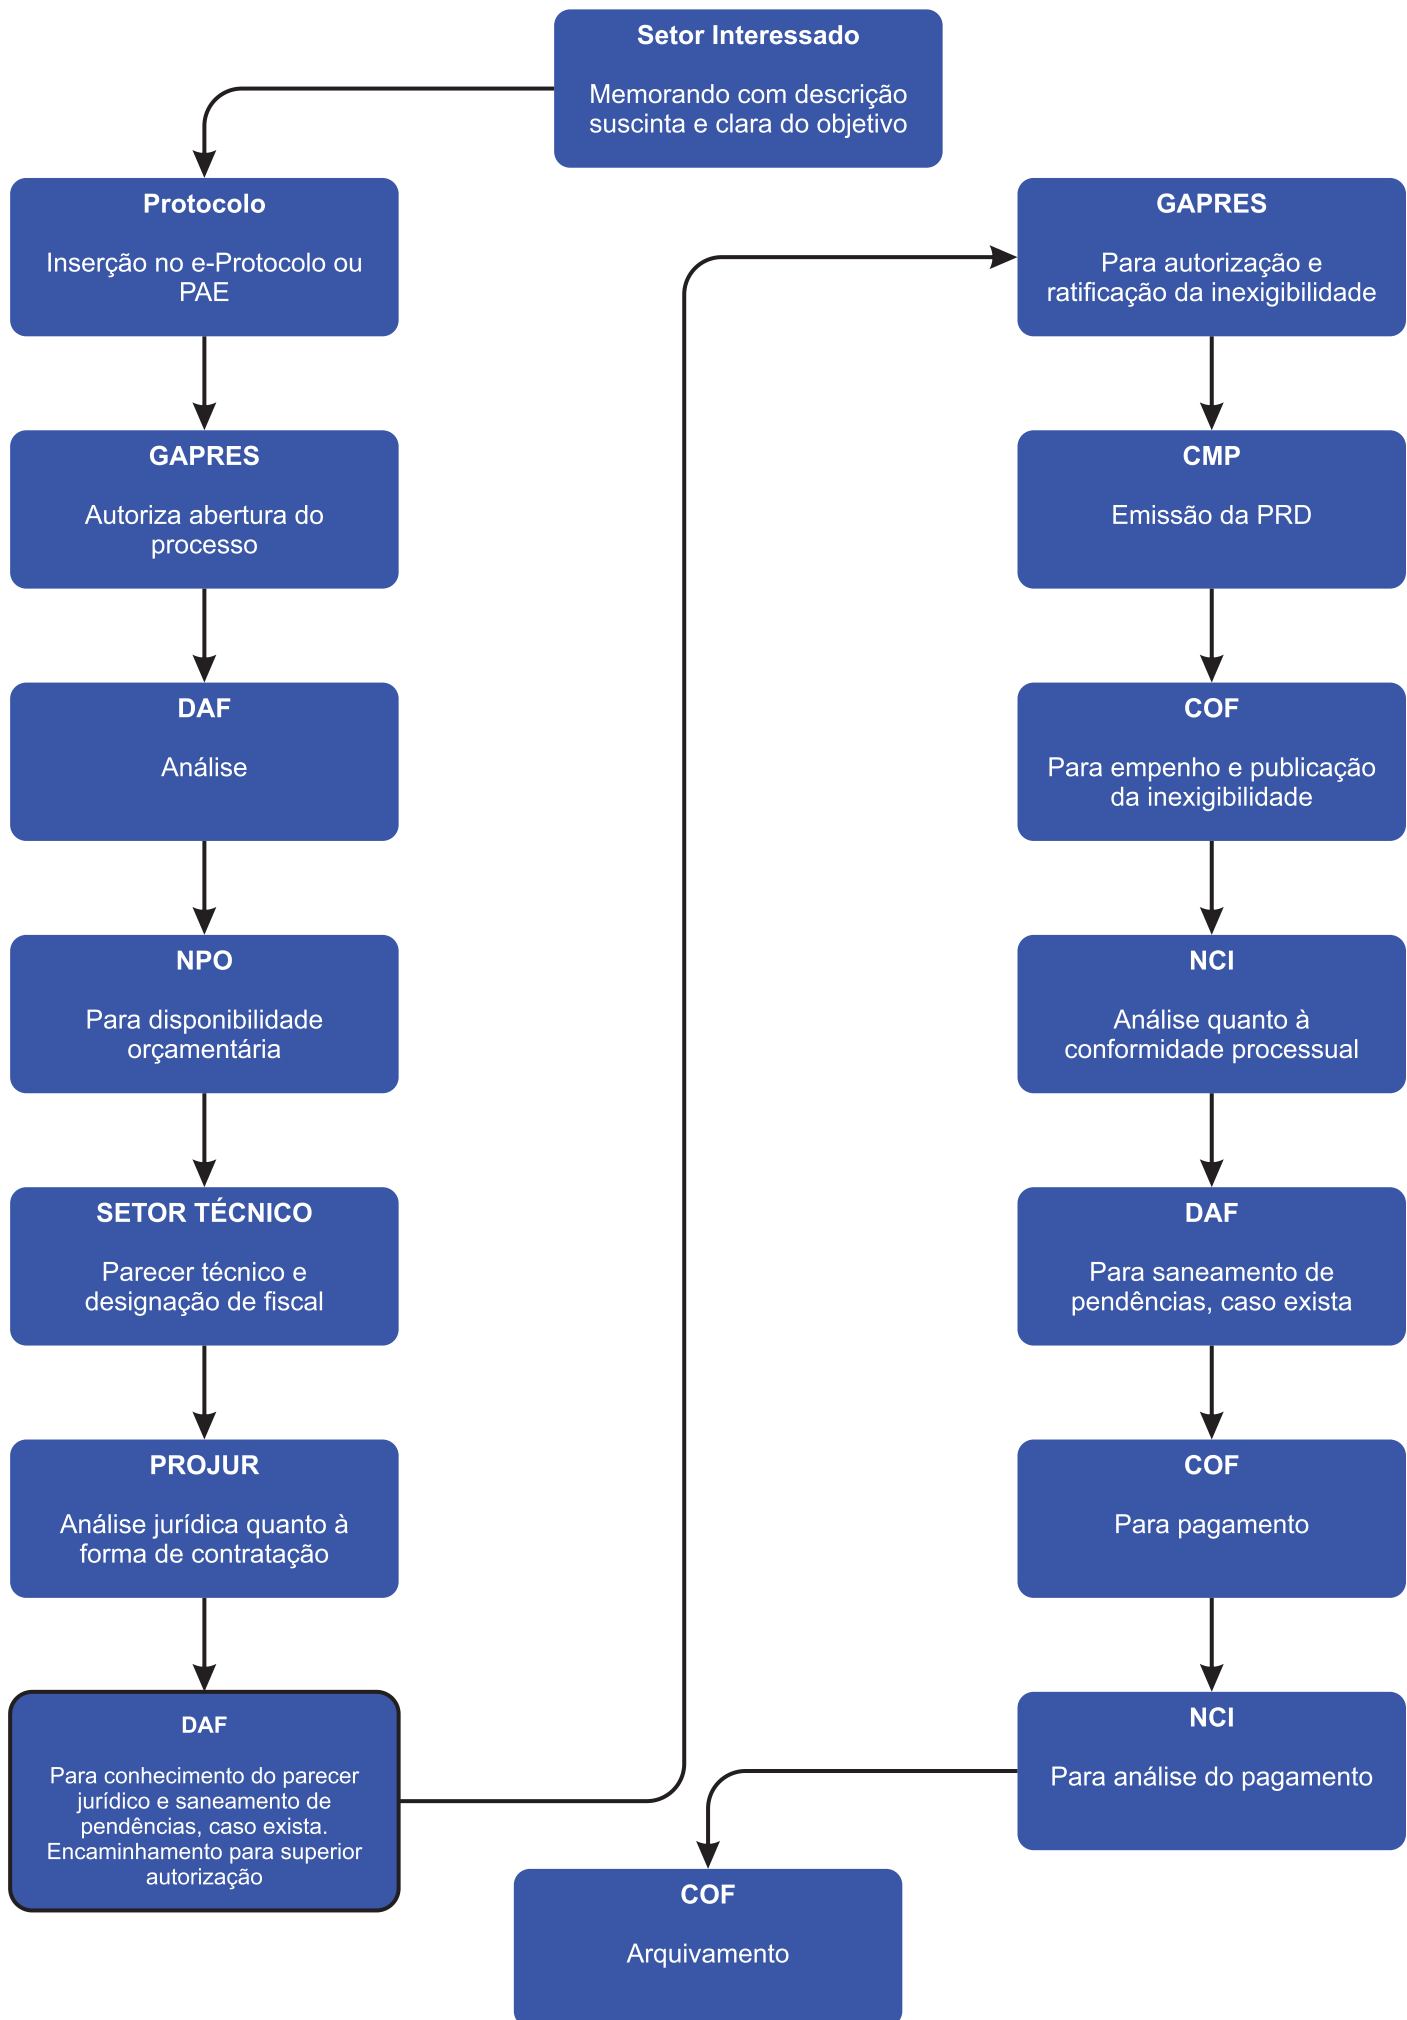 Setor Interessado
Memorando com descrição
suscinta e clara do objetivo
Protocolo
Inserção no e-Protocolo ou
PAE
GAPRES
Autoriza abertura do
processo
DAF
Análise
NPO
Para disponibilidade
orçamentária
SETOR TÉCNICO
Parecer técnico e
designação de fiscal
PROJUR
Análise jurídica quanto à
forma de contratação
DAF
Para conhecimento do parecer
jurídico e saneamento de
pendências, caso exista.
Encaminhamento para superior
autorização
GAPRES
Para autorização e
ratificação da inexigibilidade
CMP
Emissão da PRD
COF
Para empenho e publicação
da inexigibilidade
NCI
Análise quanto à
conformidade processual
DAF
Para saneamento de
pendências, caso exista
COF
Para pagamento
NCI
Para análise do pagamento
COF
Arquivamento